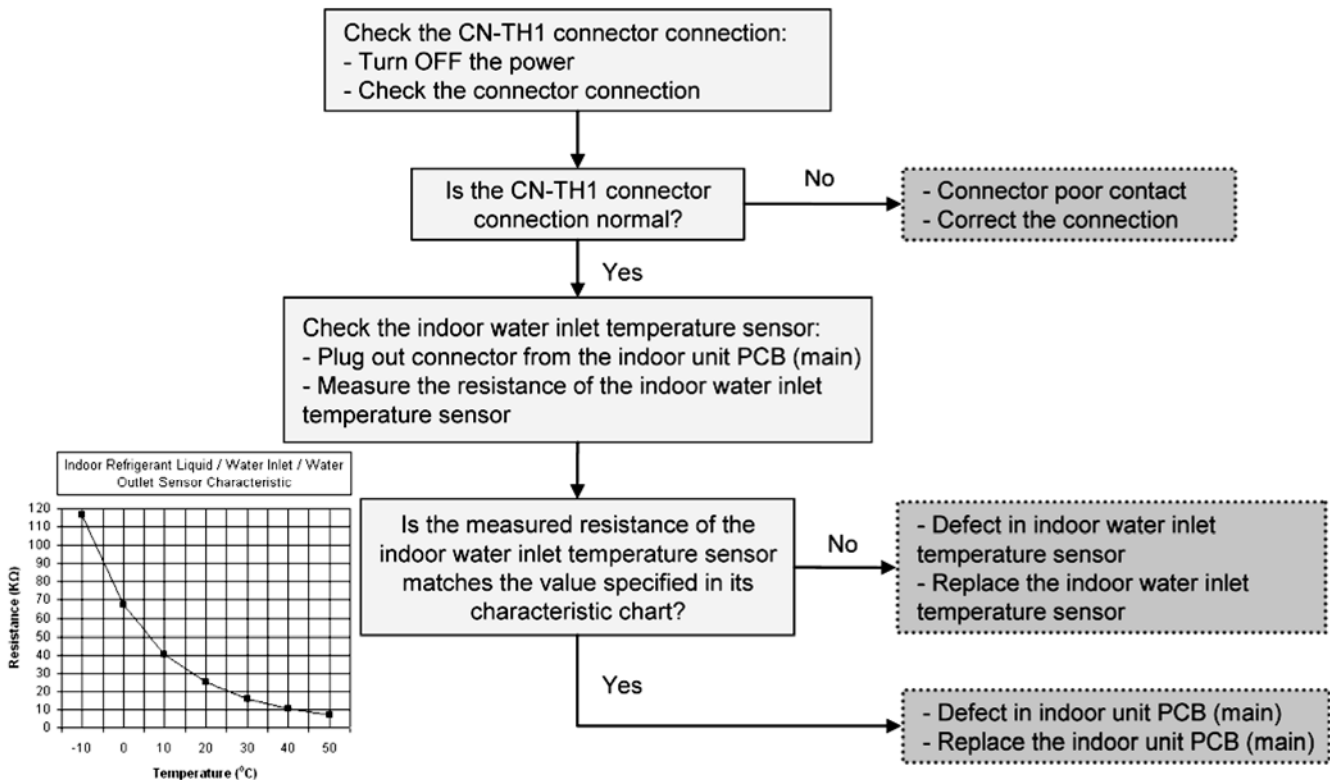 Check the CN-TH1 connector connection:
- Turn OFF the power
- Check the connector connection
Is the CN-TH1 connector
connection normal?
No
- Connector poor contact
- Correct the connection
Yes
Check the indoor water inlet temperature sensor:
- Plug out connector from the indoor unit PCB (main)
- Measure the resistance of the indoor water inlet
temperature sensor
Indoor Refrigerant Liquid / Water Inlet / Water
Outlet Sensor Characteristic
Resistance (KΩ)
120
110
100
90
80
70
60
50
40
30
20
10
0
-10 0 10 20 30 40 50
Temperature (⁰C)
Is the measured resistance of the
indoor water inlet temperature sensor
matches the value specified in its
characteristic chart?
No
- Defect in indoor water inlet
temperature sensor
- Replace the indoor water inlet
temperature sensor
Yes
- Defect in indoor unit PCB (main)
- Replace the indoor unit PCB (main)